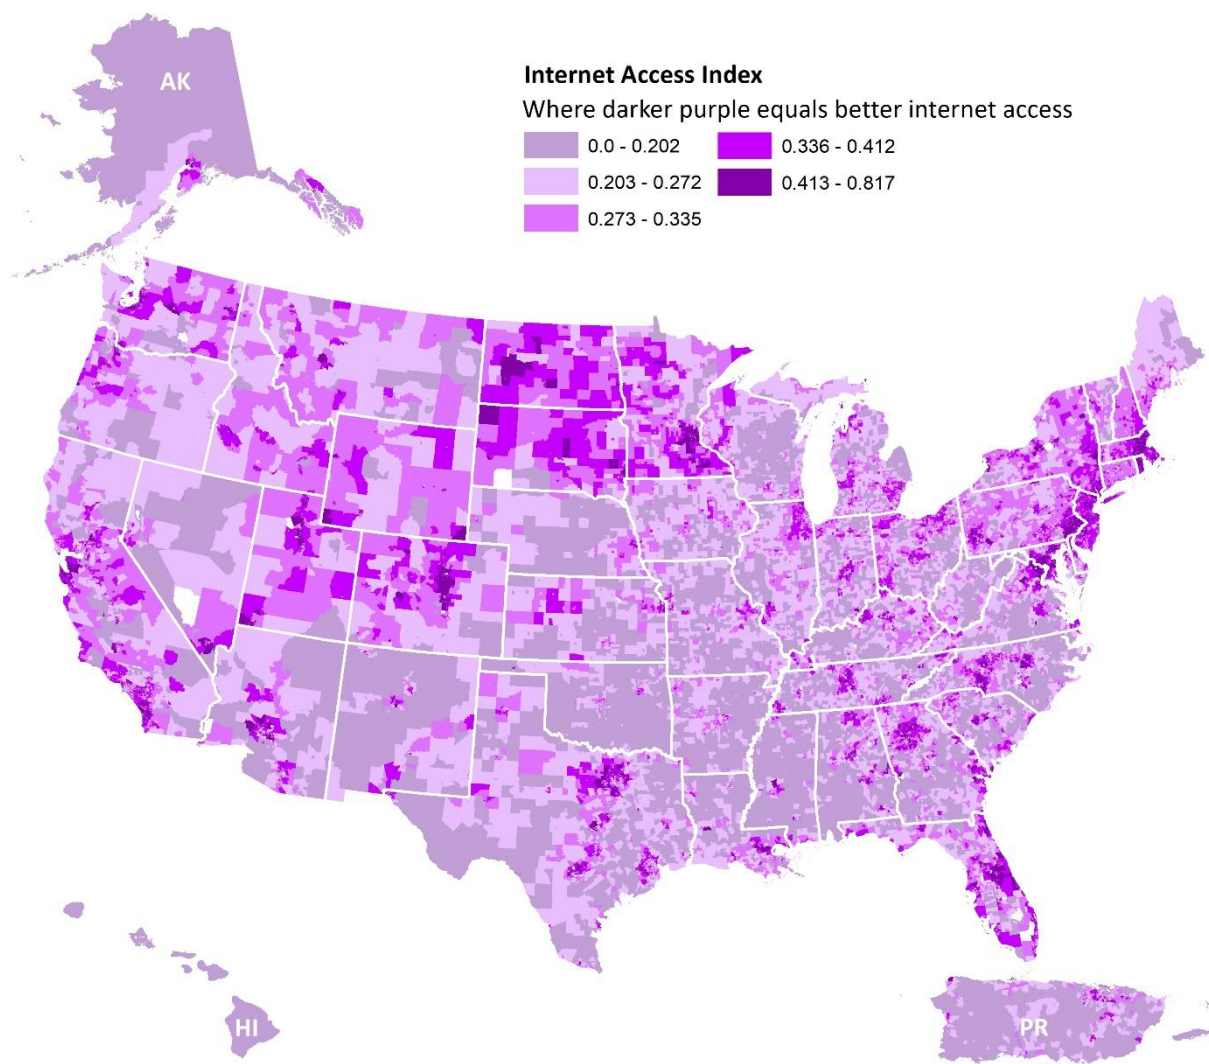 AK
Internet Access Index
Where darker purple equals better internet access
0.0 - 0.202
0.336 - 0.412
0.203 - 0.272
0.413 - 0.817
0.273 - 0.335
HI
PR